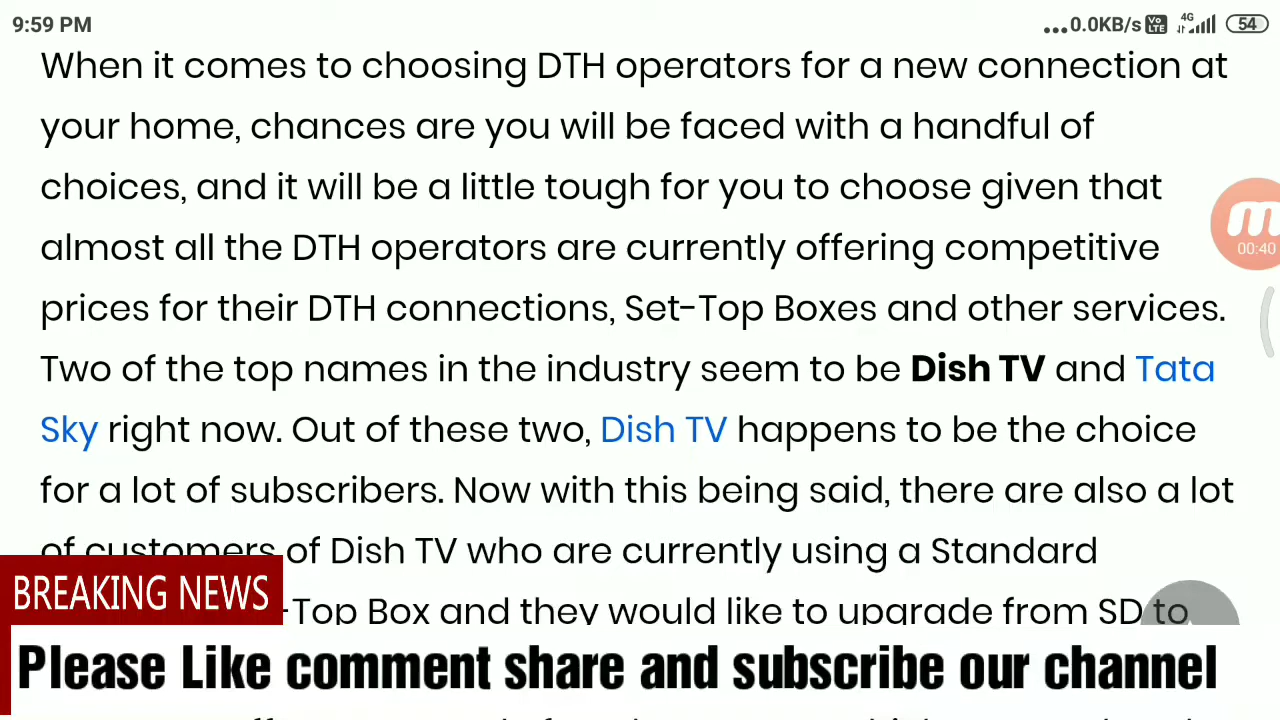 9:59 PM
...0.0KB/s Vo LTE 4G 54
When it comes to choosing DTH operators for a new connection at
your home, chances are you will be faced with a handful of
choices, and it will be a little tough for you to choose given that
almost all the DTH operators are currently offering competitive
00:40
prices for their DTH connections, Set-Top Boxes and other services.
Two of the top names in the industry seem to be Dish TV and Tata
Sky right now. Out of these two, Dish TV happens to be the choice
for a lot of subscribers. Now with this being said, there are also a lot
of customers of Dish TV who are currently using a Standard
BREAKING NEWS
-Top Box and they would like to upgrade from SD to
Please Like comment share and subscribe our channel